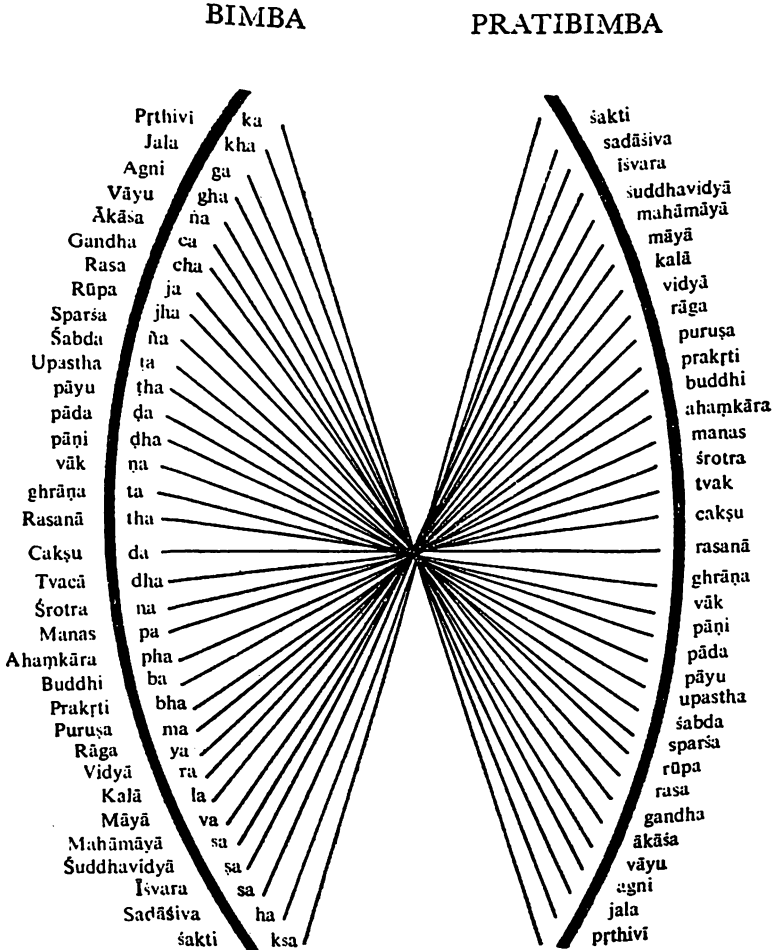 BIMBA
Pṛthivi ka
Jala kha
Agni ga
Vāyu gha
Ākāśa ṅa
Gandha ca
Rasa cha
Rūpa ja
Sparśa jha
Śabda ña
Upastha ṭa
pāyu ṭha
pāda ḍa
pāṇi ḍha
vāk ṇa
ghrāṇa ta
Rasanā tha
Cakṣu da
Tvacā dha
Śrotra na
Manas pa
Ahaṃkāra pha
Buddhi ba
Prakṛti bha
Puruṣa ma
Rāga ya
Vidyā ra
Kalā la
Māyā va
Mahāmāyā sa
Śuddhavidyā ṣa
Īśvara sa
Sadāśiva ha
śakti ksa
PRATIBIMBA
śakti
sadāśiva
īśvara
śuddhavidyā
mahāmāyā
māyā
kalā
vidyā
rāga
puruṣa
prakṛti
buddhi
ahaṃkāra
manas
śrotra
tvak
cakṣu
rasanā
ghrāṇa
vāk
pāṇi
pāda
pāyu
upastha
śabda
sparśa
rūpa
rasa
gandha
ākāśa
vāyu
agni
jala
pṛthivī